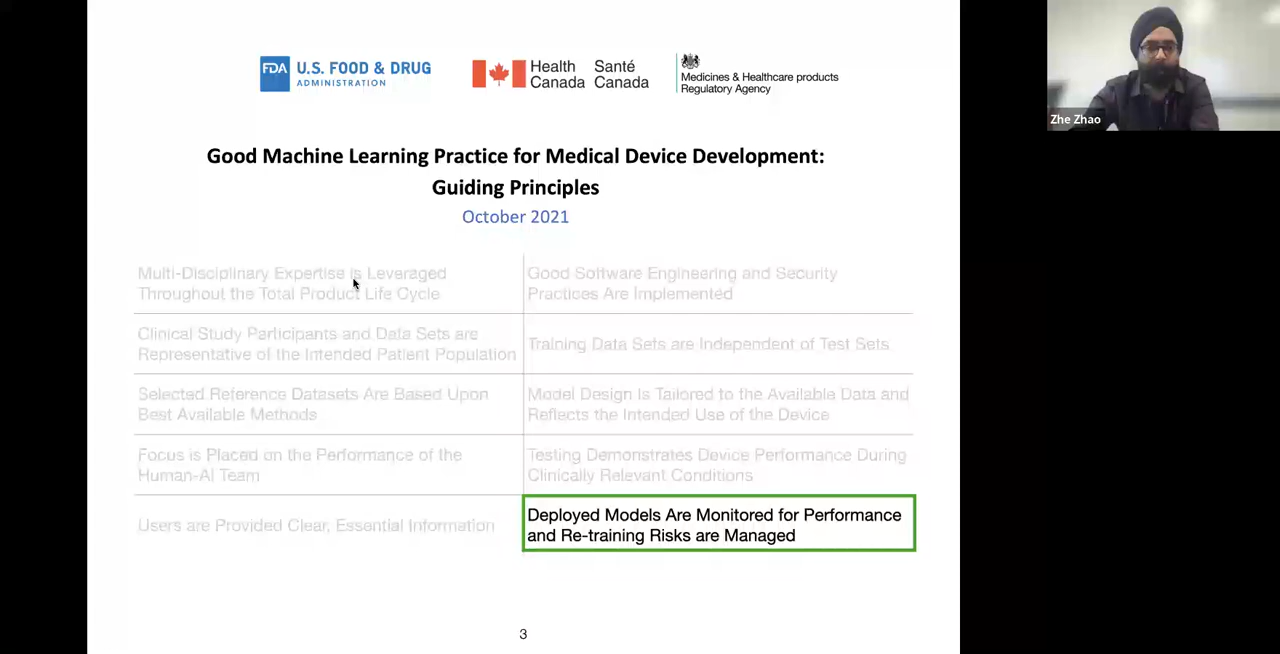 FDA
U.S. FOOD & DRUG
ADMINISTRATION
Health Santé
Canada Canada
Medicines & Healthcare products
Regulatory Agency
Zhe Zhao
Good Machine Learning Practice for Medical Device Development:
Guiding Principles
October 2021
Multi-Disciplinary Expertise is Leveraged
Throughout the Total Product Life Cycle
Good Software Engineering and Security
Practices Are Implemented
Clinical Study Participants and Data Sets are
Representative of the Intended Patient Population
Training Data Sets are Independent of Test Sets
Selected Reference Datasets Are Based Upon
Best Available Methods
Model Design Is Tailored to the Available Data and
Reflects the Intended Use of the Device
Focus is Placed on the Performance of the
Human-AI Team
Testing Demonstrates Device Performance During
Clinically Relevant Conditions
Users are Provided Clear, Essential Information
Deployed Models Are Monitored for Performance
and Re-training Risks are Managed
3